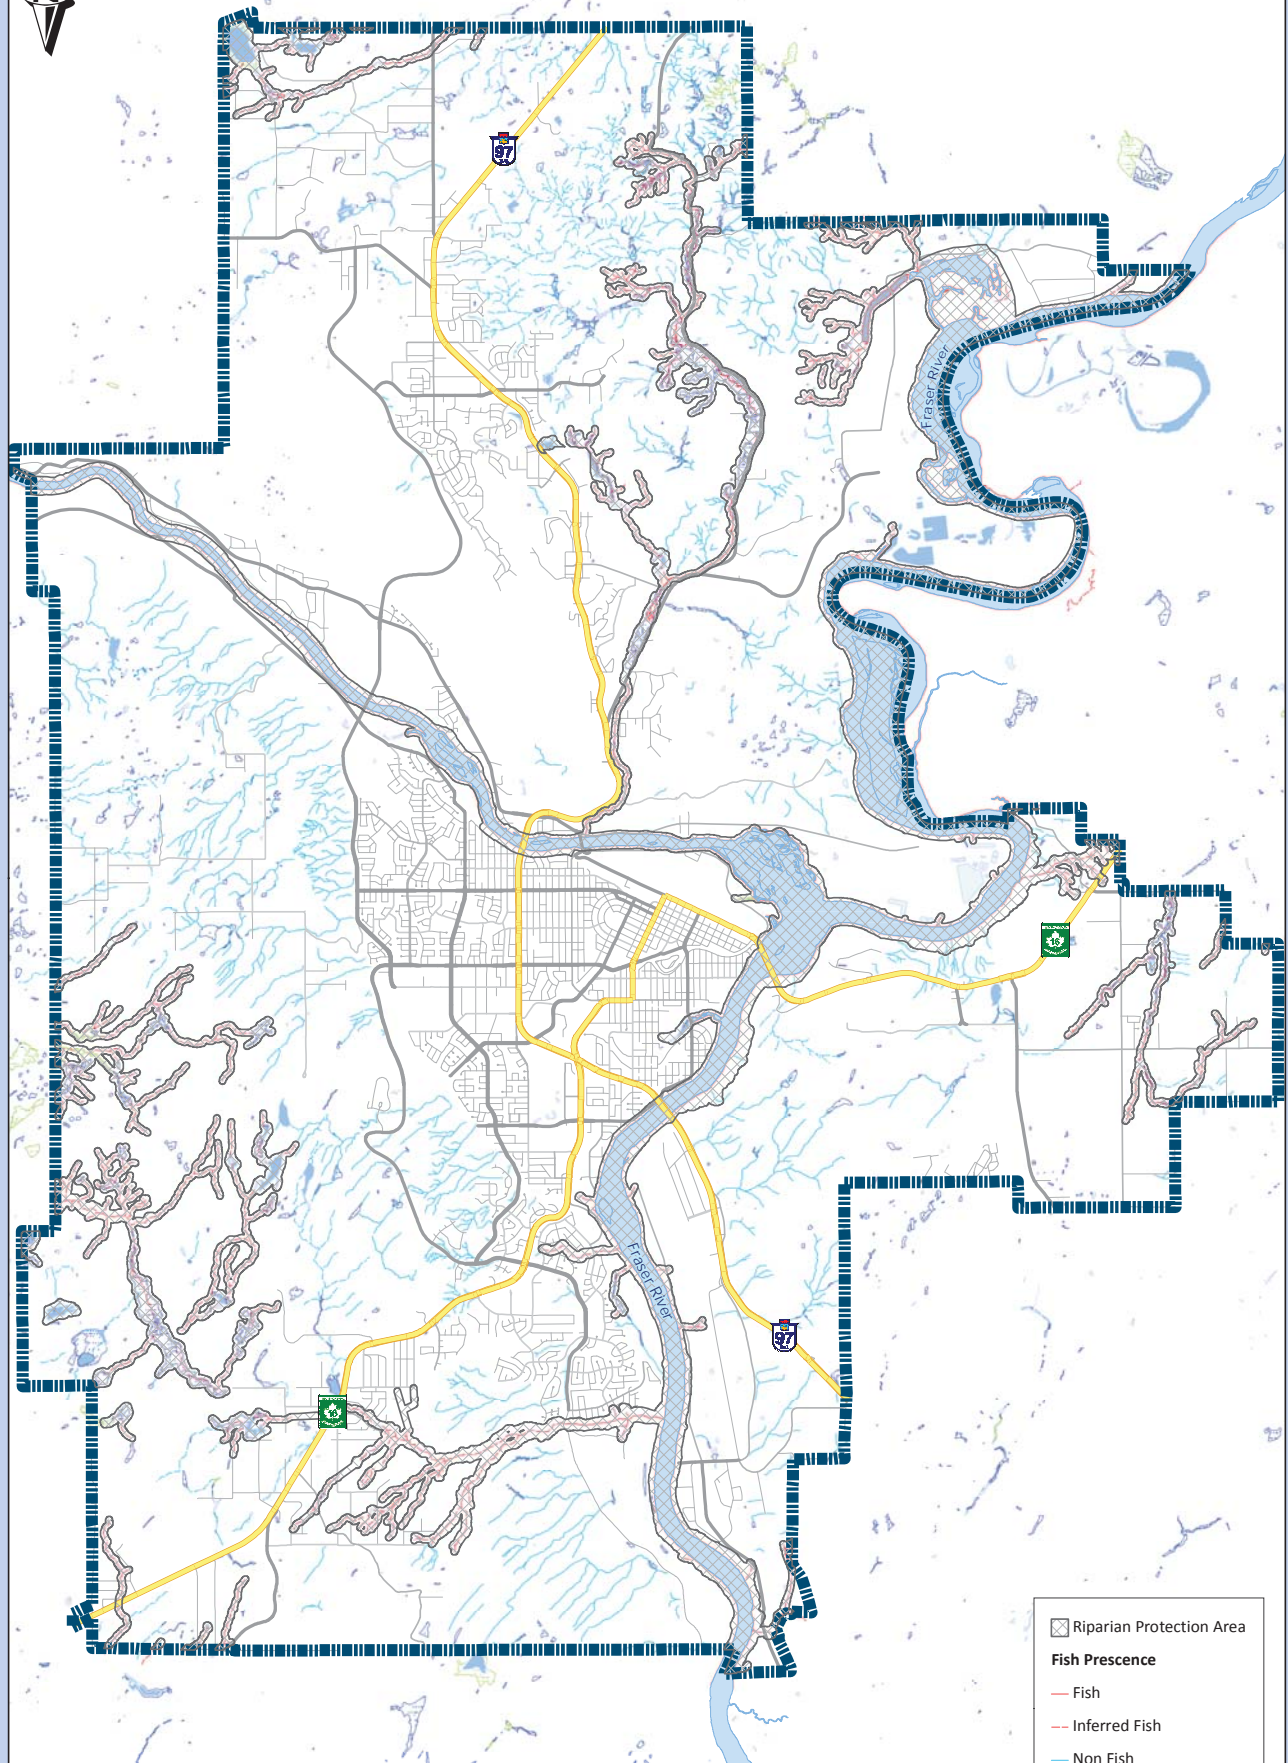 97
Fraser River
16
Fraser River
97
16
Riparian Protection Area
Fish Prescence
Fish
Inferred Fish
Non Fish